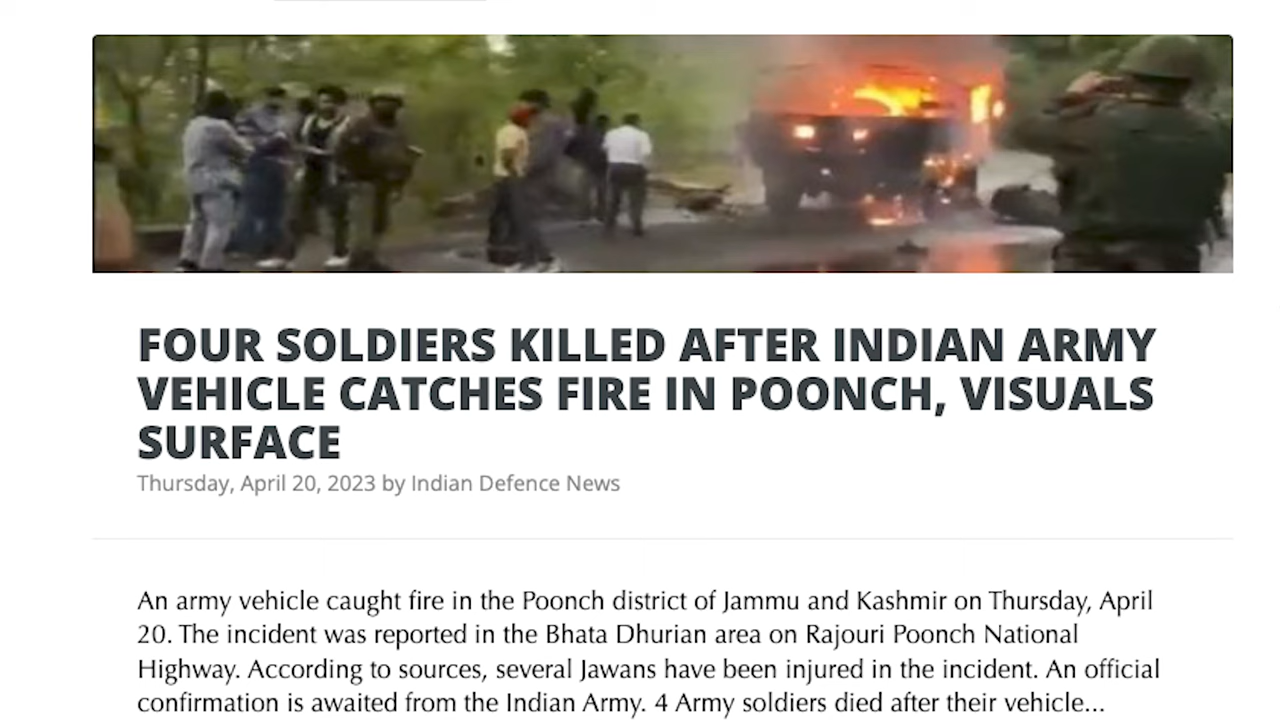 FOUR SOLDIERS KILLED AFTER INDIAN ARMY
VEHICLE CATCHES FIRE IN POONCH, VISUALS
SURFACE
Thursday, April 20, 2023 by Indian Defence News
An army vehicle caught fire in the Poonch district of Jammu and Kashmir on Thursday, April
20. The incident was reported in the Bhata Dhurian area on Rajouri Poonch National
Highway. According to sources, several Jawans have been injured in the incident. An official
confirmation is awaited from the Indian Army. 4 Army soldiers died after their vehicle...